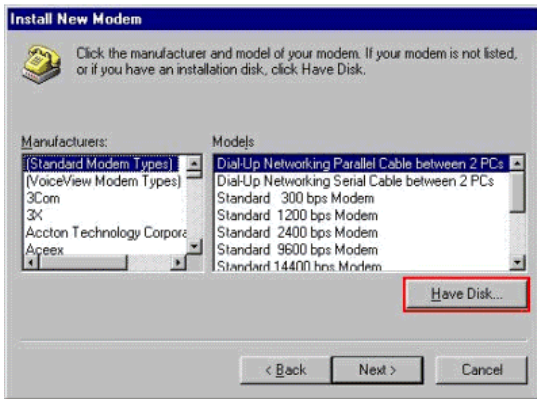 Install New Modem
Click the manufacturer and model of your modem. If your modem is not listed,
or if you have an installation disk, click Have Disk.
Manufacturers:
(Standard Modem Types)
(VoiceView Modem Types)
3Com
3X
Accton Technology Corpora
Aceex
Models
Dial-Up Networking Parallel Cable between 2 PCs
Dial-Up Networking Serial Cable between 2 PCs
Standard 300 bps Modem
Standard 1200 bps Modem
Standard 2400 bps Modem
Standard 9600 bps Modem
Standard 14400 bps Modem
Have Disk...
< Back
Next >
Cancel